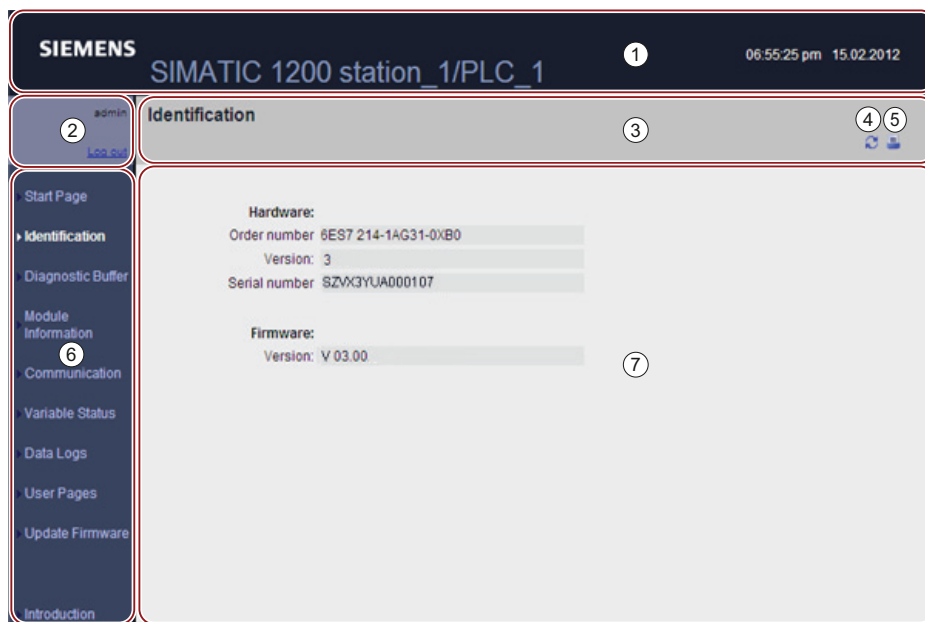 SIEMENS
SIMATIC 1200 station_1/PLC_1
1
06:55:25 pm 15.02.2012
admin
2
Log out
Identification
3
4
5
Start Page
Identification
Diagnostic Buffer
Module
Information
6
Communication
Variable Status
Data Logs
User Pages
Update Firmware
Introduction
Hardware:
Order number 6ES7 214-1AG31-0XB0
Version: 3
Serial number SZVX3YUA000107
Firmware:
Version: V 03.00
7